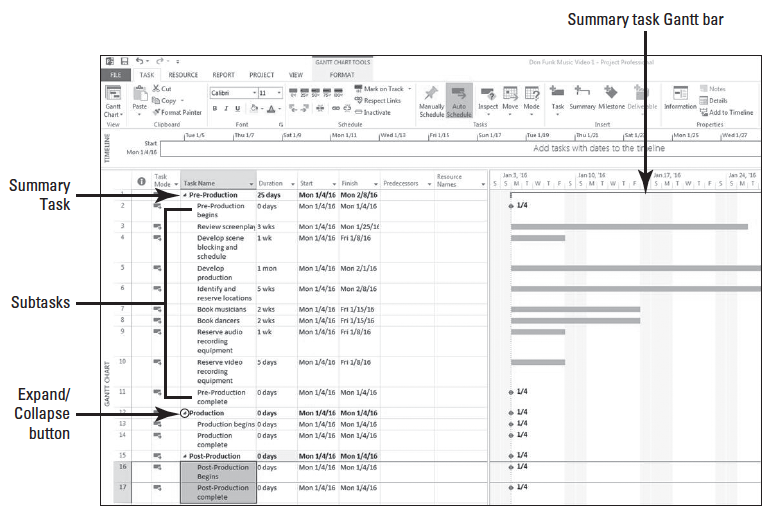 Summary task Gantt bar
GANTT CHART TOOLS
Don Funk Music Video 1 - Project Professional
FILE TASK RESOURCE REPORT PROJECT VIEW FORMAT
Gantt Chart
View
Paste
Cut
Copy
Format Painter
Clipboard
Calibri 11
B I U A
Font
Mark on Track
Respect Links
Inactivate
Schedule
Manually Schedule
Auto Schedule
Inspect Move Mode
Tasks
Task Summary Milestone Deliverable
Insert
Information
Notes
Details
Add to Timeline
Properties
TIMELINE
Start
Mon 1/4/16
Tue 1/5 Thu 1/7 Sat 1/9 Mon 1/11 Wed 1/13 Fri 1/15 Sun 1/17 Tue 1/19 Thu 1/21 Sat 1/2 Mon 1/25 Wed 1/27
Add tasks with dates to the timeline
Task Mode Task Name Duration Start Finish Predecessors Resource Names
Jan 3, '16 Jan 10, '16 Jan 17, '16 Jan 24, '16
S S M T W T F S S M T W T F S S M T W T F S S M T
Summary Task
1 Pre-Production 25 days Mon 1/4/16 Mon 2/8/16
2 Pre-Production begins 0 days Mon 1/4/16 Mon 1/4/16 1/4
3 Review screenplay 3 wks Mon 1/4/16 Mon 1/25/16
4 Develop scene blocking and schedule 1 wk Mon 1/4/16 Fri 1/8/16
5 Develop production 1 mon Mon 1/4/16 Mon 2/1/16
Subtasks
6 Identify and reserve locations 5 wks Mon 1/4/16 Mon 2/8/16
7 Book musicians 2 wks Mon 1/4/16 Fri 1/15/16
8 Book dancers 2 wks Mon 1/4/16 Fri 1/15/16
9 Reserve audio recording equipment 1 wk Mon 1/4/16 Fri 1/8/16
10 Reserve video recording equipment 5 days Mon 1/4/16 Fri 1/8/16
GANTT CHART
11 Pre-Production complete 0 days Mon 1/4/16 Mon 1/4/16 1/4
Expand/
Collapse
button
12 Production 0 days Mon 1/4/16 Mon 1/4/16 1/4
13 Production begins 0 days Mon 1/4/16 Mon 1/4/16 1/4
14 Production complete 0 days Mon 1/4/16 Mon 1/4/16 1/4
15 Post-Production 0 days Mon 1/4/16 Mon 1/4/16 1/4
16 Post-Production Begins 0 days Mon 1/4/16 Mon 1/4/16 1/4
17 Post-Production complete 0 days Mon 1/4/16 Mon 1/4/16 1/4